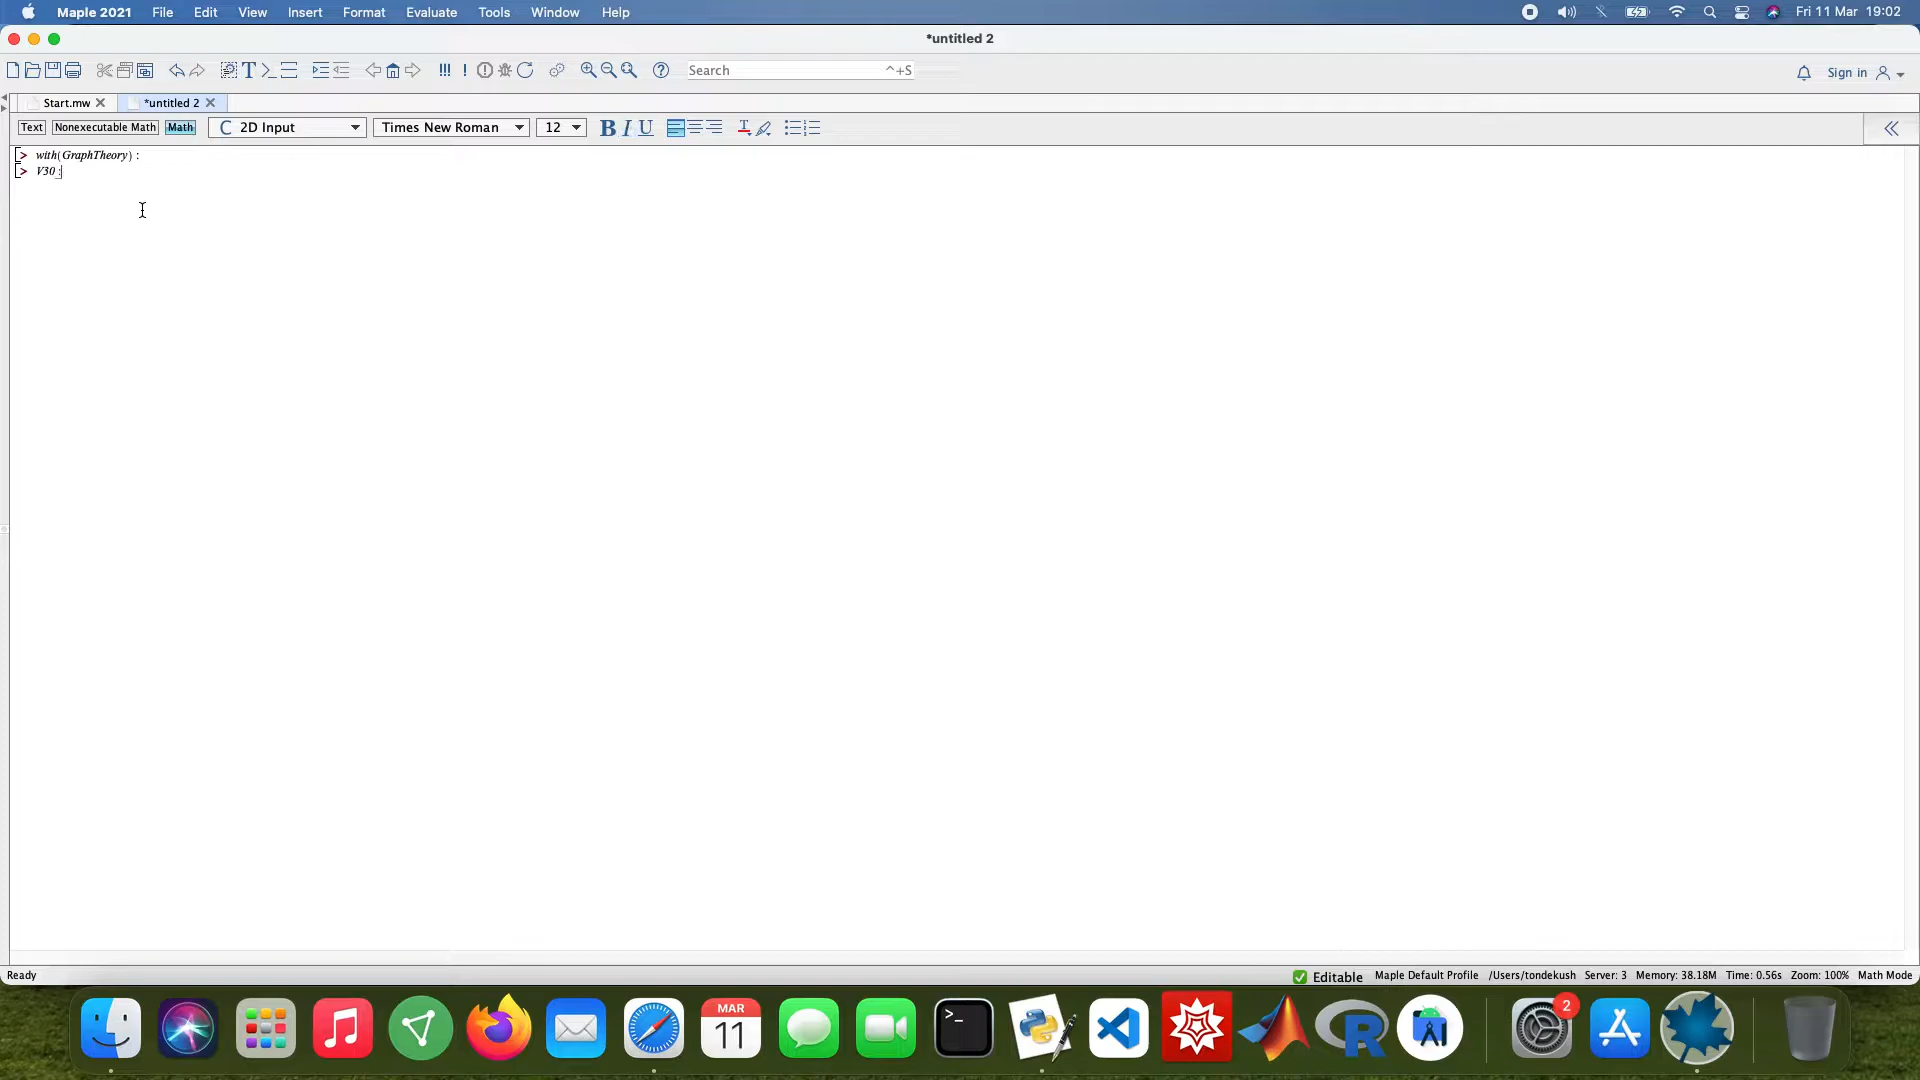 Maple 2021 File Edit View Insert Format Evaluate Tools Window Help Fri 11 Mar 19:02
*untitled 2
Search ^+S Sign in
Start.mw *untitled 2
Text Nonexecutable Math Math C 2D Input Times New Roman 12 B I U
> with(GraphTheory) :
> V30 :
Ready Editable Maple Default Profile /Users/tondekush Server: 3 Memory: 38.18M Time: 0.56s Zoom: 100% Math Mode
MAR
11
2